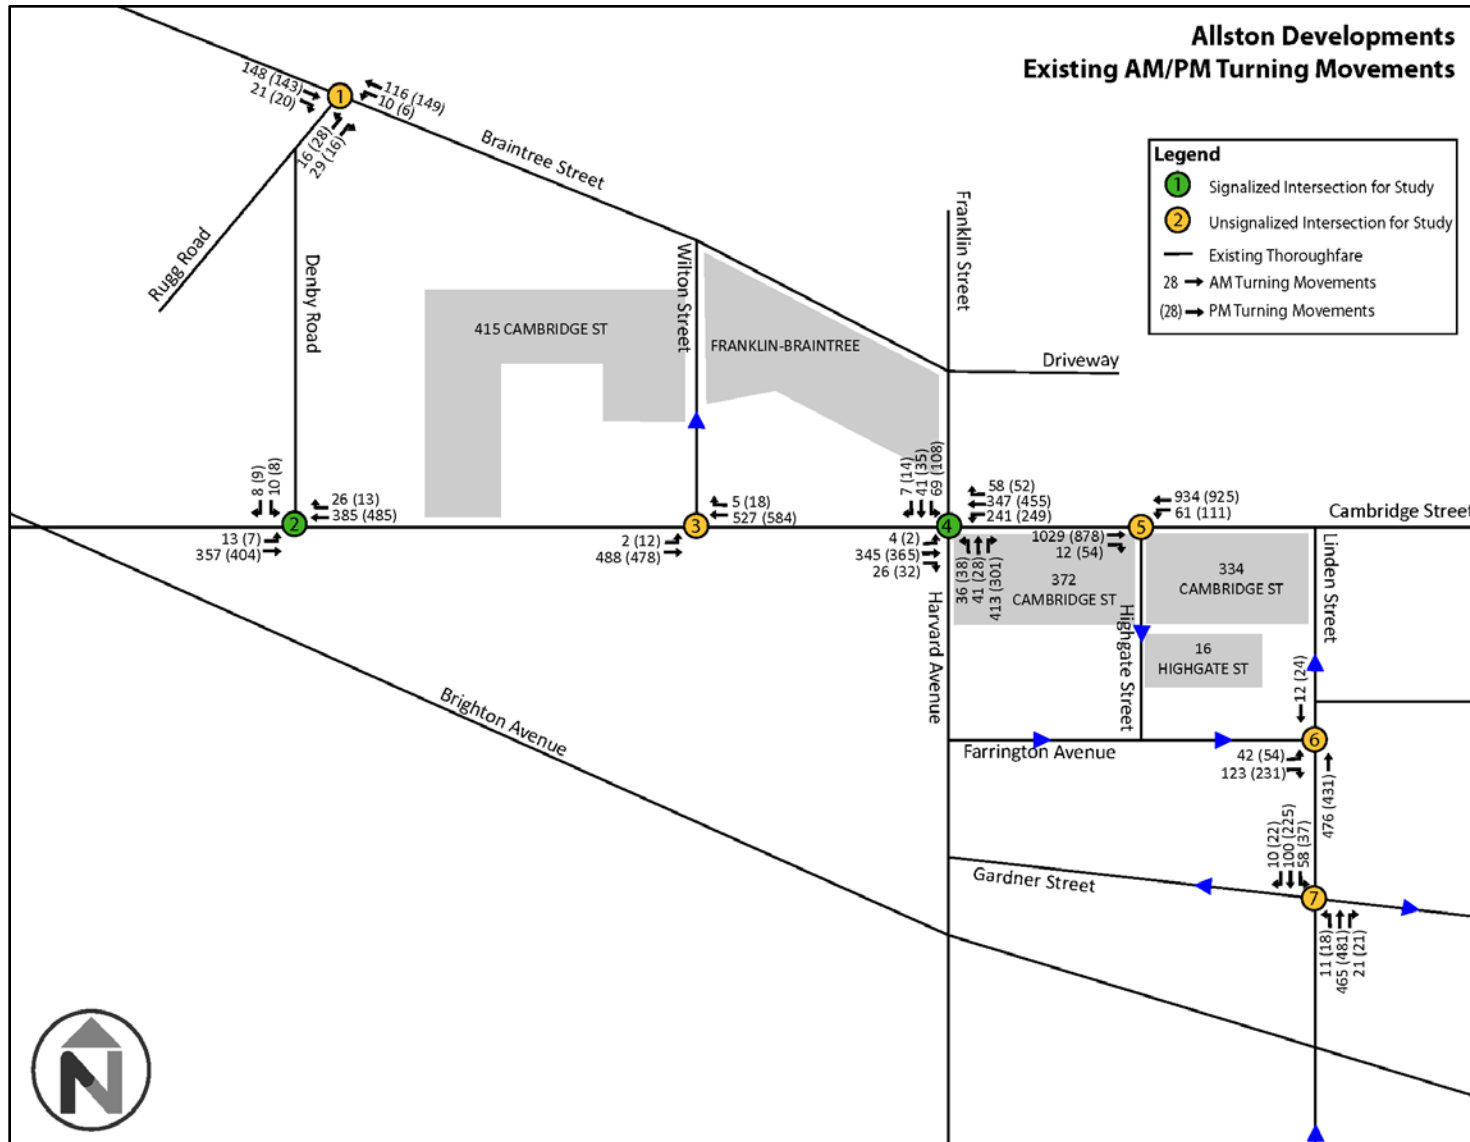 Allston Developments
Existing AM/PM Turning Movements
Legend
1 Signalized Intersection for Study
2 Unsignalized Intersection for Study
Existing Thoroughfare
28 AM Turning Movements
(28) PM Turning Movements
148 (143)
21 (20)
1
116 (149)
10 (6)
16 (28)
29 (16)
Braintree Street
Rugg Road
Denby Road
Wilton Street
Franklin Street
Driveway
415 CAMBRIDGE ST
FRANKLIN-BRAINTREE
8 (9)
10 (8)
26 (13)
385 (485)
2
13 (7)
357 (404)
5 (18)
527 (584)
3
2 (12)
488 (478)
7 (14)
41 (35)
69 (108)
58 (52)
347 (455)
241 (249)
4
4 (2)
345 (365)
26 (32)
36 (38)
41 (28)
413 (301)
934 (925)
61 (111)
5
1029 (878)
12 (54)
Cambridge Street
372
CAMBRIDGE ST
334
CAMBRIDGE ST
16
HIGHGATE ST
Harvard Avenue
Highgate Street
Linden Street
12 (24)
6
Farrington Avenue
42 (54)
123 (231)
476 (431)
Brighton Avenue
Gardner Street
10 (22)
100 (225)
58 (37)
7
11 (18)
465 (481)
21 (21)
N